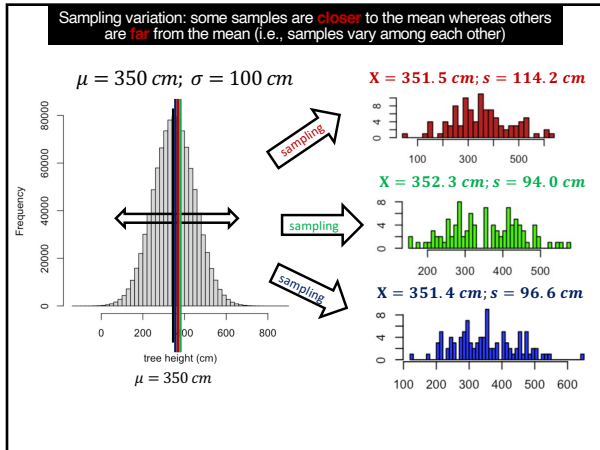 Sampling variation: some samples are closer to the mean whereas others
are far from the mean (i.e., samples vary among each other)
μ = 350 cm; σ = 100 cm
Frequency
80000
60000
40000
20000
0
0 200 400 600 800
tree height (cm)
μ = 350 cm
sampling
sampling
sampling
X = 351.5 cm; s = 114.2 cm
8
4
0
100 300 500
X = 352.3 cm; s = 94.0 cm
8
4
0
200 300 400 500
X = 351.4 cm; s = 96.6 cm
8
4
0
100 200 300 400 500 600